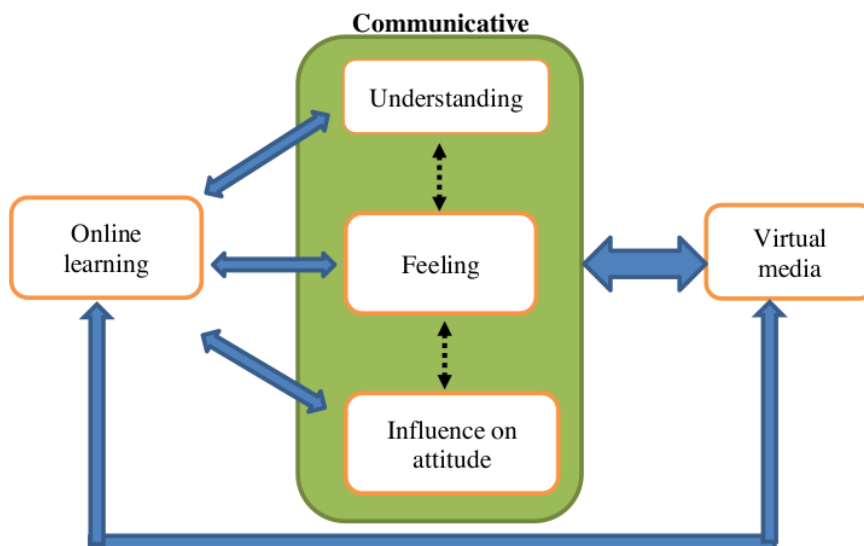 Communicative
Understanding
Online
learning
Feeling
Virtual
media
Influence on
attitude